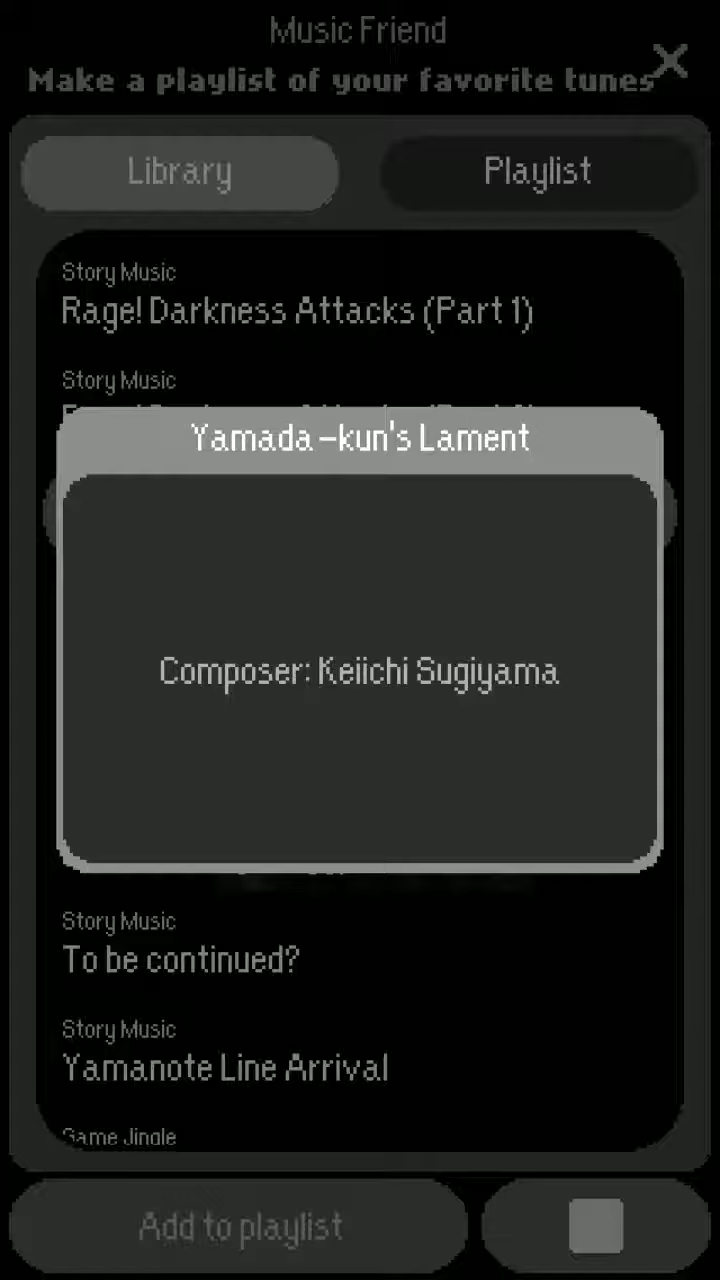 Music Friend
Make a playlist of your favorite tunes
Library
Playlist
Story Music
Rage! Darkness Attacks (Part 1)
Story Music
Yamada-kun's Lament
Composer: Keiichi Sugiyama
Story Music
To be continued?
Story Music
Yamanote Line Arrival
Game Jingle
Add to playlist